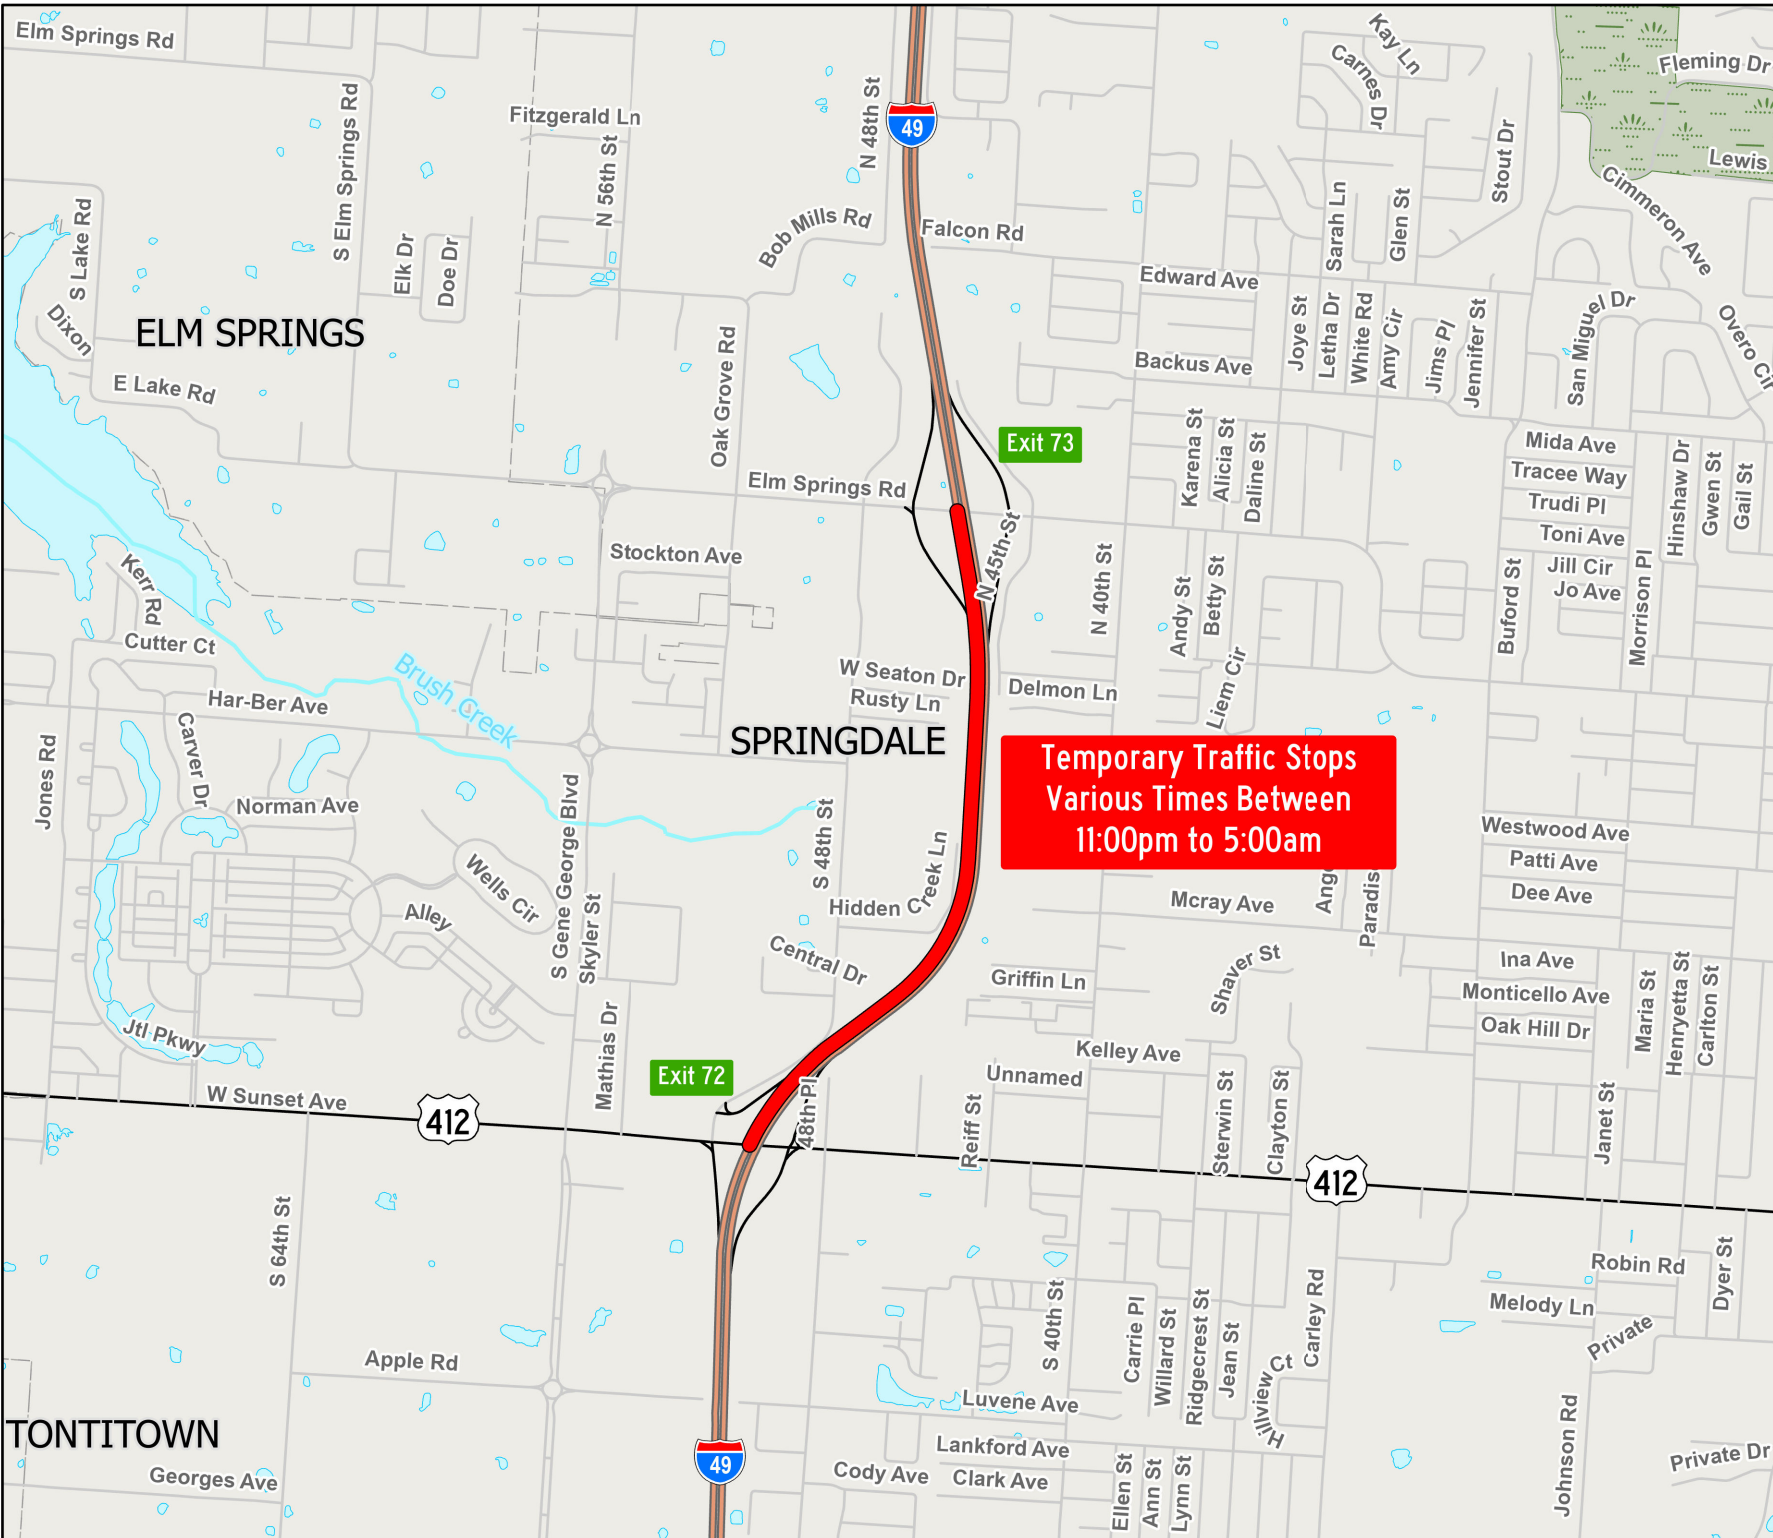 Elm Springs Rd
Kay Ln
Carnes Dr
Fleming Dr
Fitzgerald Ln
S Elm Springs Rd
N 48th St
49
N 56th St
Stout Dr
Lewis
Cimmeron Ave
S Lake Rd
Bob Mills Rd
Falcon Rd
Sarah Ln
Glen St
Elk Dr
Doe Dr
Edward Ave
Dixon
ELM SPRINGS
Joye St
Letha Dr
White Rd
Amy Cir
Jims Pl
Jennifer St
San Miguel Dr
Overo Cir
E Lake Rd
Oak Grove Rd
Backus Ave
Exit 73
Karena St
Alicia St
Daline St
Mida Ave
Tracee Way
Trudi Pl
Toni Ave
Jill Cir
Jo Ave
Hinshaw Dr
Gwen St
Gail St
Elm Springs Rd
N 45th St
Stockton Ave
N 40th St
Andy St
Betty St
Buford St
Morrison Pl
Kerr Rd
Cutter Ct
Brush Creek
W Seaton Dr
Rusty Ln
Delmon Ln
Liem Cir
Har-Ber Ave
Carver Dr
Jones Rd
SPRINGDALE
Temporary Traffic Stops
Various Times Between
11:00pm to 5:00am
Norman Ave
S Gene George Blvd
S 48th St
Hidden Creek Ln
Westwood Ave
Patti Ave
Dee Ave
Wells Cir
Alley
Skyler St
Mcray Ave
Ang
Paradis
Central Dr
Griffin Ln
Shaver St
Ina Ave
Monticello Ave
Oak Hill Dr
Maria St
Henryetta St
Carlton St
Jtl Pkwy
Mathias Dr
Kelley Ave
Unnamed
Exit 72
W Sunset Ave
412
48th Pl
Reiff St
Sterwin St
Clayton St
Janet St
412
S 64th St
Robin Rd
Dyer St
Melody Ln
Private
Apple Rd
S 40th St
Carrie Pl
Willard St
Ridgecrest St
Jean St
Carley Rd
Hillview Ct
Luvene Ave
TONTITOWN
49
Lankford Ave
Cody Ave
Clark Ave
Ellen St
Ann St
Lynn St
Johnson Rd
Private Dr
Georges Ave